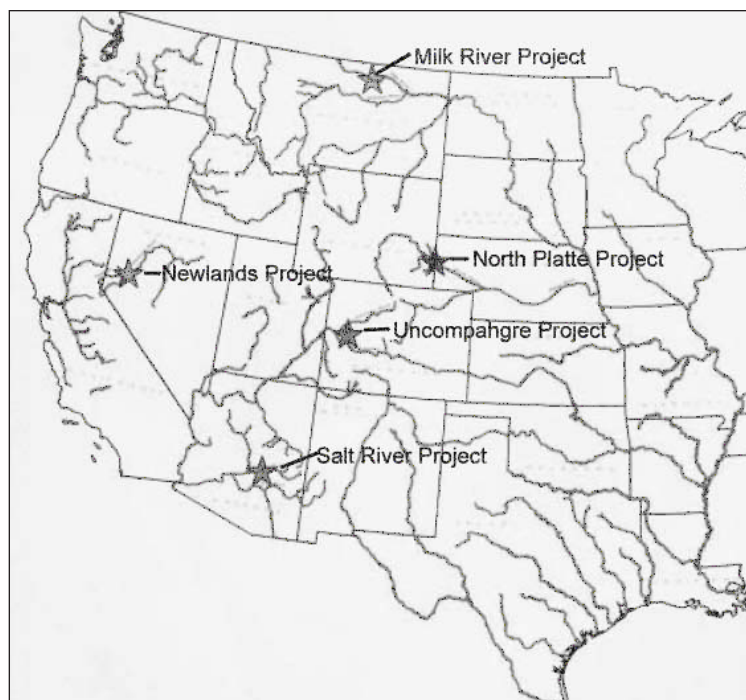 Milk River Project
North Platte Project
Newlands Project
Uncompahgre Project
Salt River Project